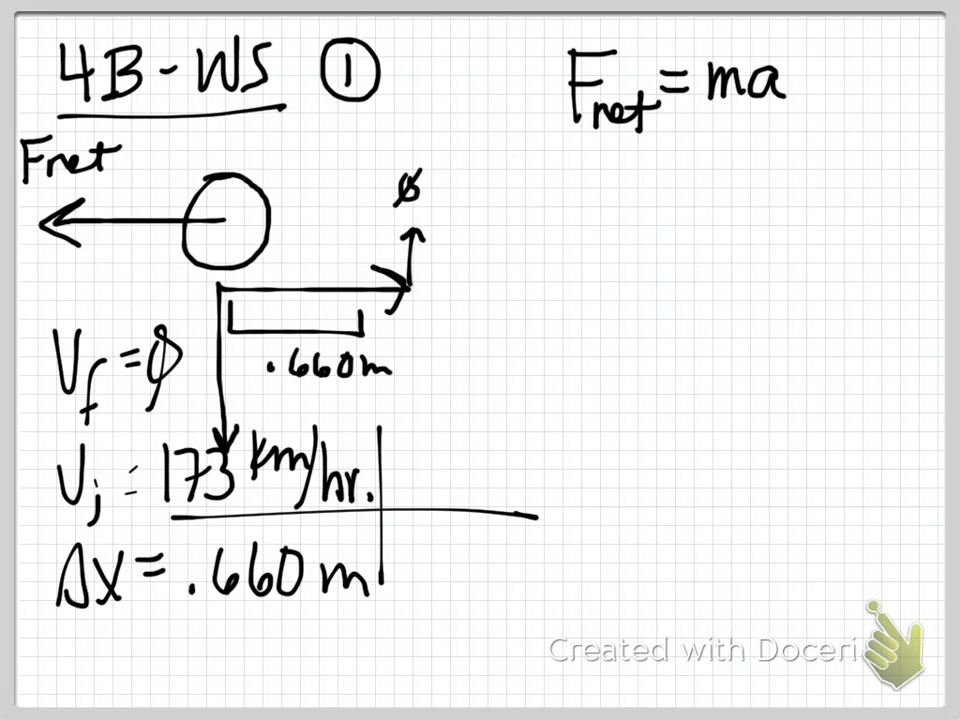 4B-WS ①
Fnet = ma
Fnet
ø
.660m
Vf = ø
Vi = 173 km/hr.
Δx = .660 m
Created with Doceri